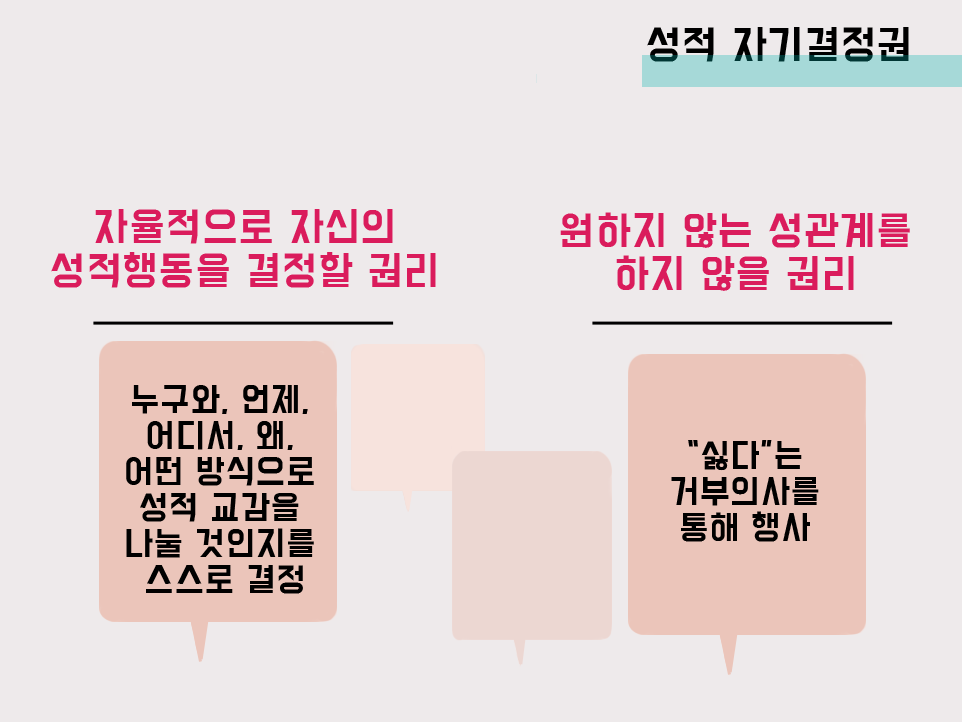 성적 자기결정권
자율적으로 자신의
성적행동을 결정할 권리
누구와, 언제,
어디서, 왜,
어떤 방식으로
성적 교감을
나눌 것인지를
스스로 결정
원하지 않는 성관계를
하지 않을 권리
“싫다”는
거부의사를
통해 행사